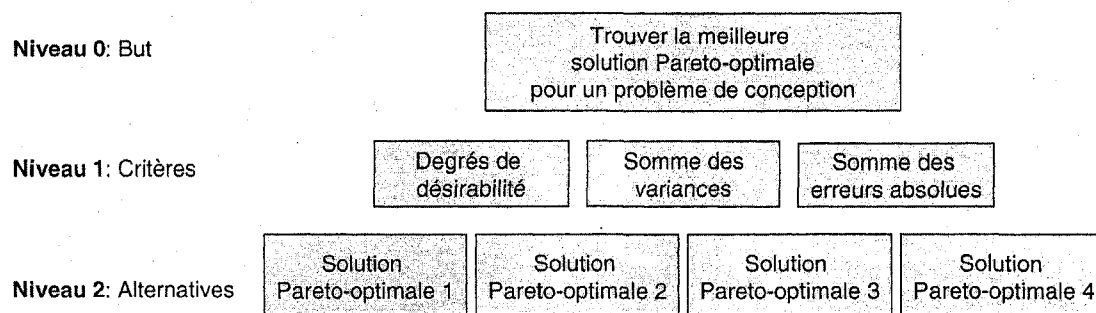 Niveau 0: But
Trouver la meilleure
solution Pareto-optimale
pour un problème de conception
Niveau 1: Critères
Degrés de
désirabilité
Somme des
variances
Somme des
erreurs absolues
Niveau 2: Alternatives
Solution
Pareto-optimale 1
Solution
Pareto-optimale 2
Solution
Pareto-optimale 3
Solution
Pareto-optimale 4